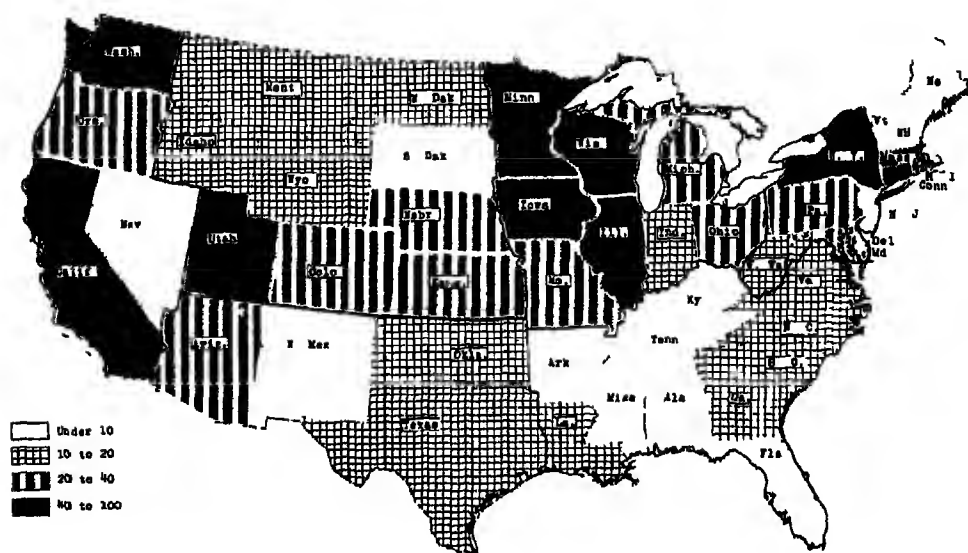 Wash.
Mont
N Dak
Minn
Me
Ore.
Idaho
Vt
NH
S Dak
Wis
Mich.
N.Y.
Mass
R I
Conn
Wyo
Nebr
Iowa
Pa.
N J
Nev
Utah
Ill.
Ind.
Ohio
Del
Md
Calif
Colo
Kans.
Mo.
Va
Ky
N C
Ariz.
N Mex
Okla.
Ark
Tenn
S C
Miss
Ala
Ga.
Texas
La.
Fla
Under 10
10 to 20
20 to 40
40 to 100